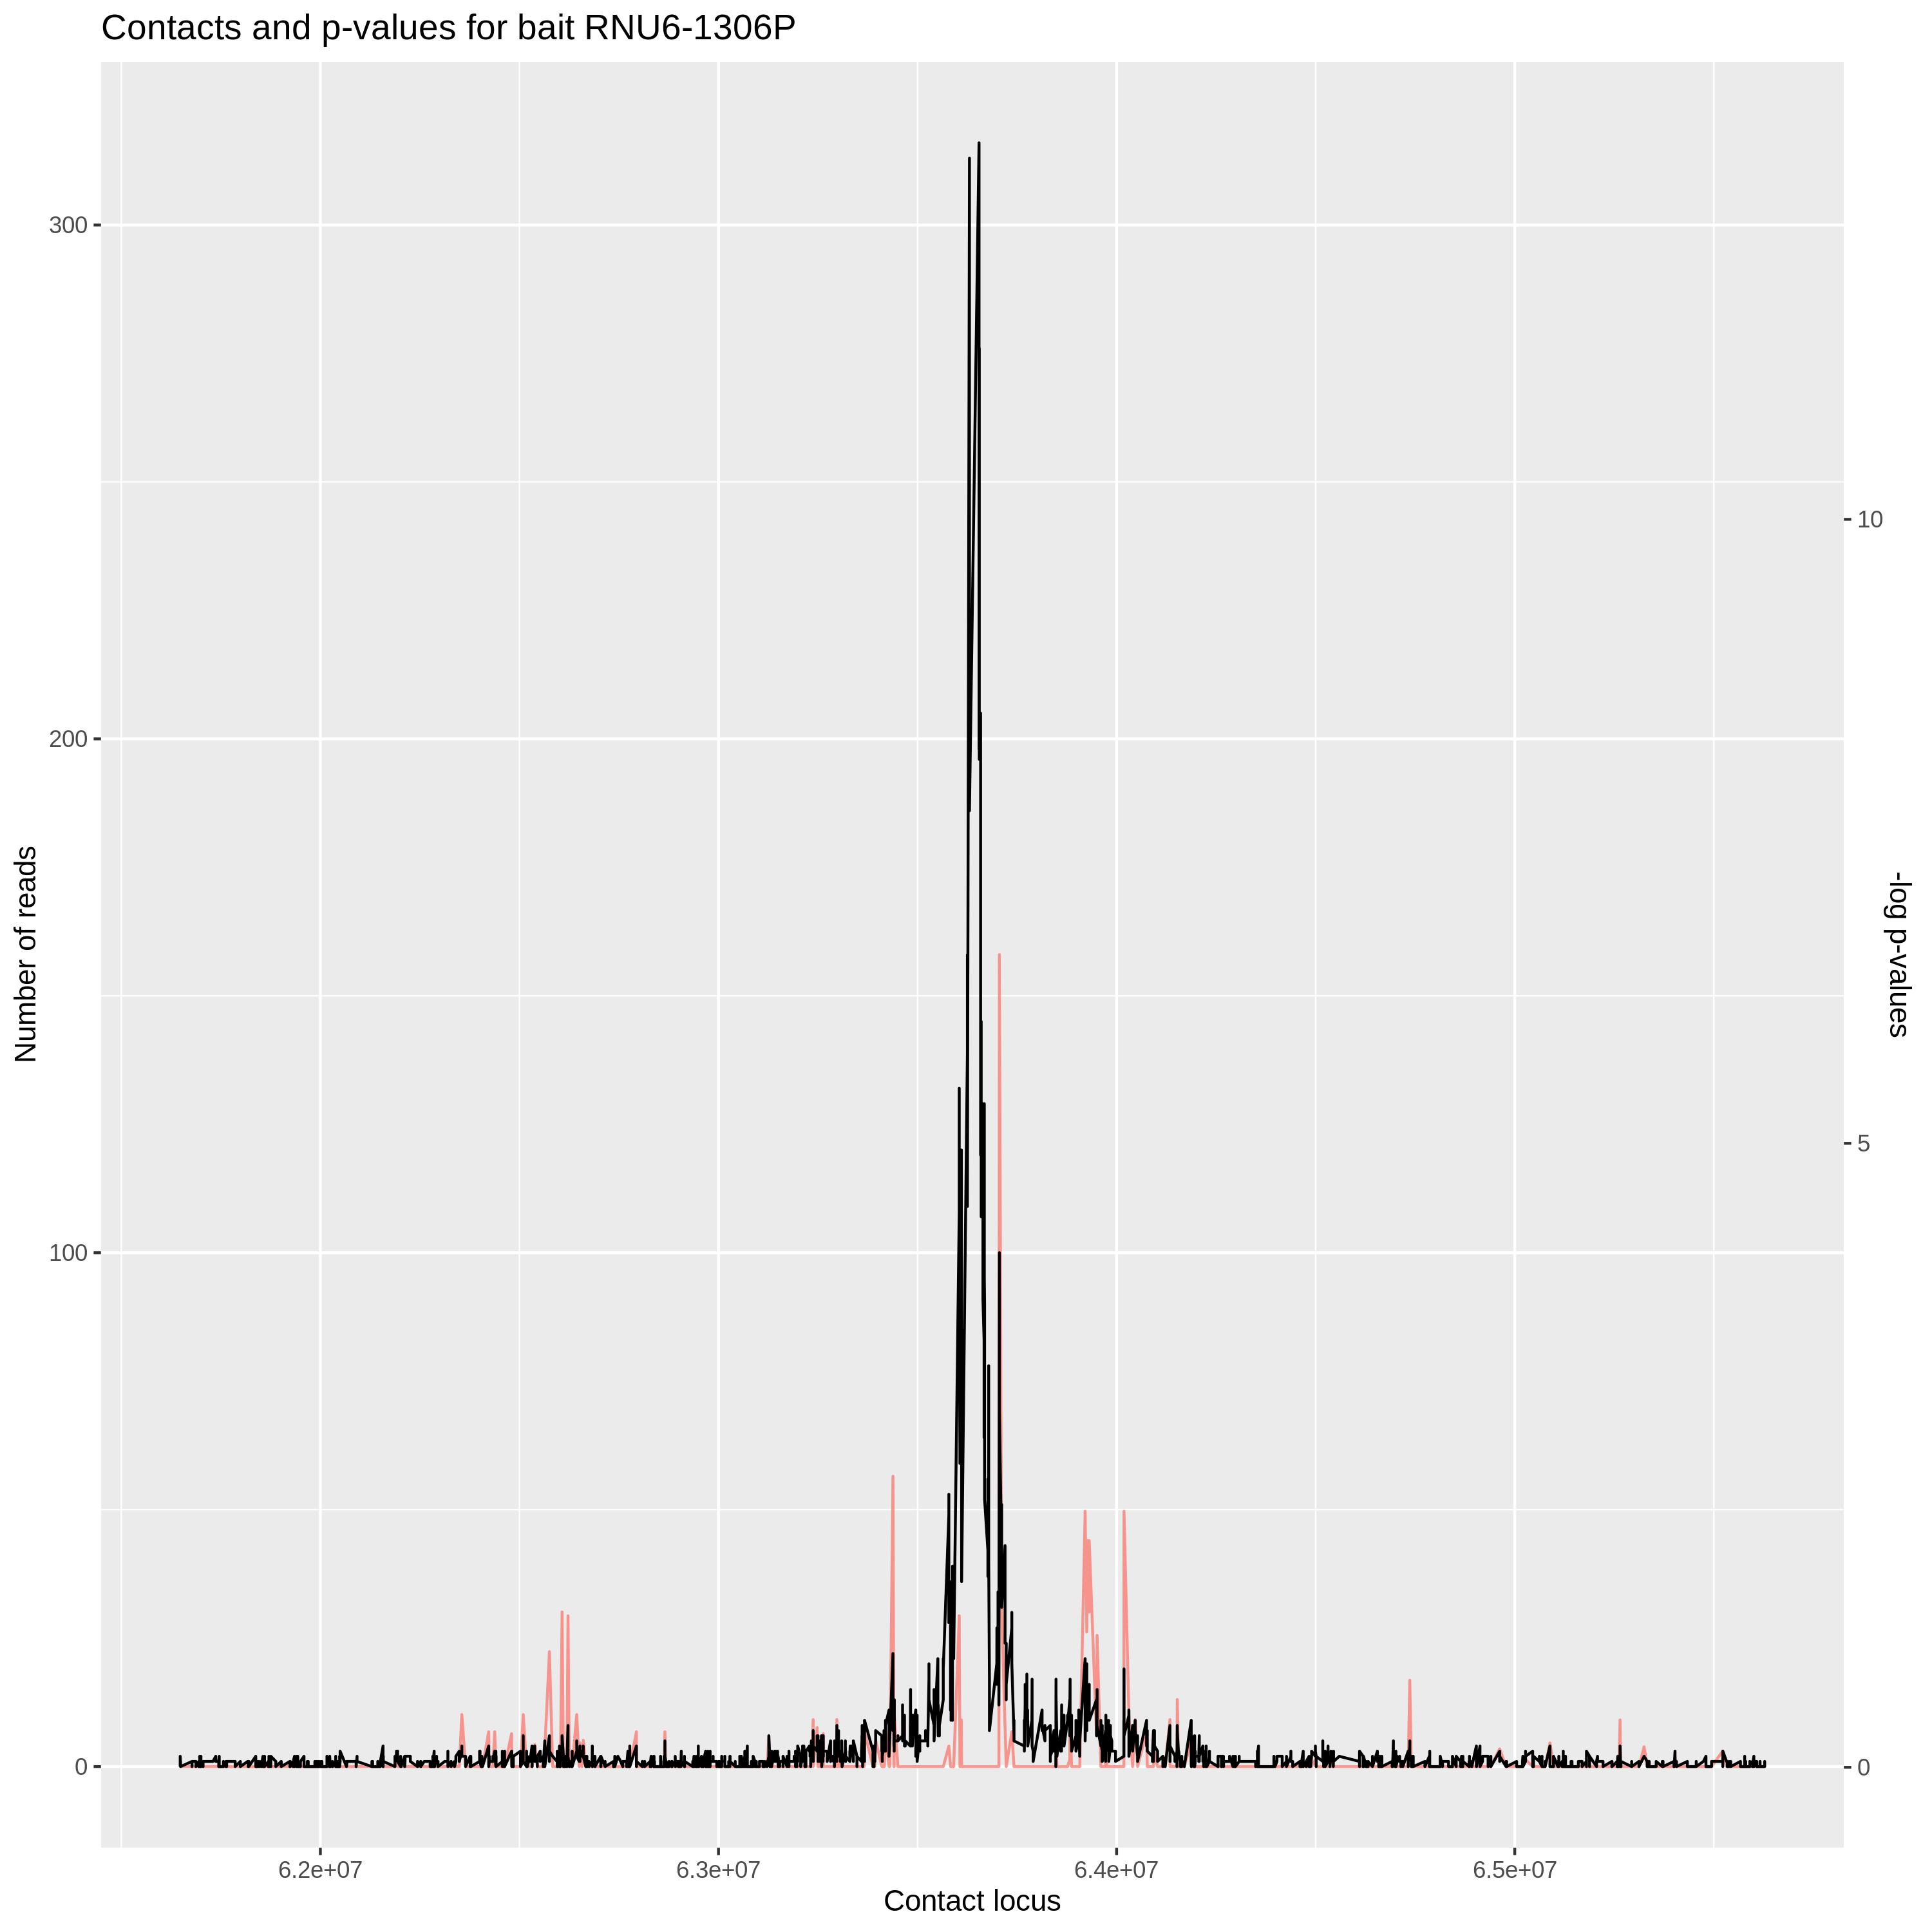 Contacts and p-values for bait RNU6-1306P
300
200
100
0
10
5
0
Number of reads
-log p-values
6.2e+07
6.3e+07
6.4e+07
6.5e+07
Contact locus